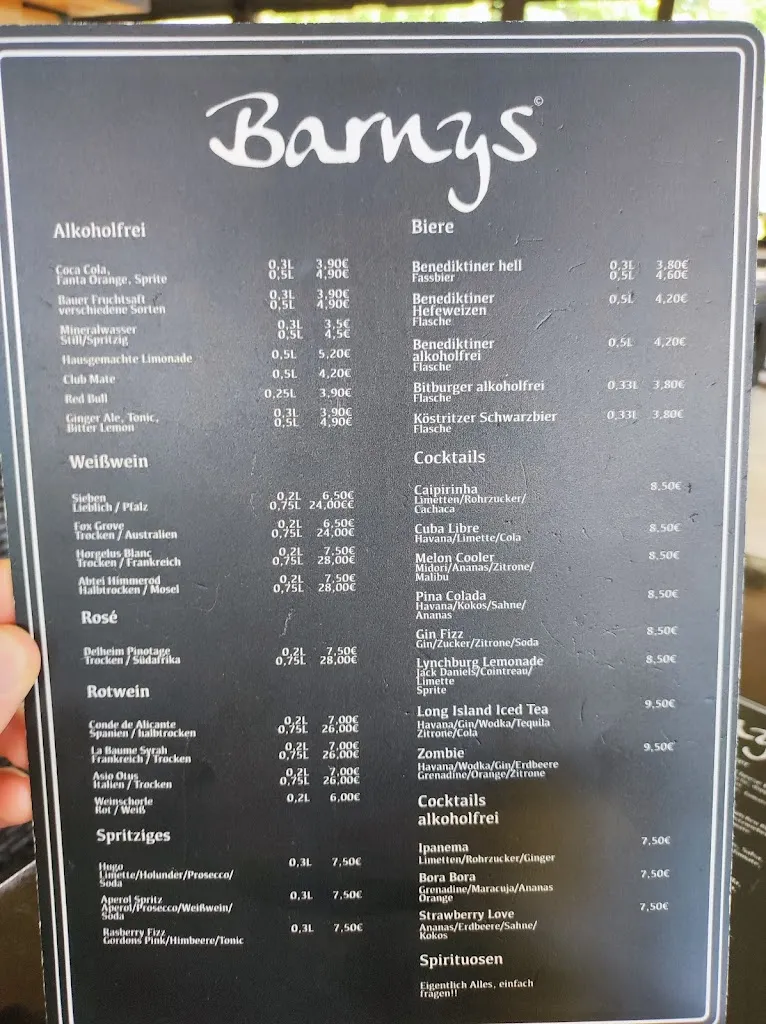 Barnys©
Alkoholfrei
Coca Cola, 0,3L 3,90€
Fanta Orange, Sprite 0,5L 4,90€
Bauer Fruchtsaft 0,3L 3,90€
verschiedene Sorten 0,5L 4,90€
Mineralwasser 0,3L 3,5€
Still/Spritzig 0,5L 4,5€
Hausgemachte Limonade 0,5L 5,20€
Club Mate 0,5L 4,20€
Red Bull 0,25L 3,90€
Ginger Ale, Tonic, 0,3L 3,90€
Bitter Lemon 0,5L 4,90€
Weißwein
Sieben 0,2L 6,50€
Lieblich / Pfalz 0,75L 24,00€€
Fox Grove 0,2L 6,50€
Trocken / Australien 0,75L 24,00€
Horgelus Blanc 0,2L 7,50€
Trocken / Frankreich 0,75L 28,00€
Abtei Himmerod 0,2L 7,50€
Halbtrocken / Mosel 0,75L 28,00€
Rosé
Delheim Pinotage 0,2L 7,50€
Trocken / Südafrika 0,75L 28,00€
Rotwein
Conde de Alicante 0,2L 7,00€
Spanien / halbtrocken 0,75L 26,00€
La Baume Syrah 0,2L 7,00€
Frankreich / Trocken 0,75L 26,00€
Asio Otus 0,2L 7,00€
Italien / Trocken 0,75L 26,00€
Weinschorle 0,2L 6,00€
Rot / Weiß
Spritziges
Hugo 0,3L 7,50€
Limette/Holunder/Prosecco/
Soda
Aperol Spritz 0,3L 7,50€
Aperol/Prosecco/Weißwein/
Soda
Rasberry Fizz 0,3L 7,50€
Gordons Pink/Himbeere/Tonic
Biere
Benediktiner hell 0,3L 3,80€
Fassbier 0,5L 4,60€
Benediktiner 0,5L 4,20€
Hefeweizen
Flasche
Benediktiner 0,5L 4,20€
alkoholfrei
Flasche
Bitburger alkoholfrei 0,33l 3,80€
Flasche
Köstritzer Schwarzbier 0,33l 3,80€
Flasche
Cocktails
Caipirinha 8,50€
Limetten/Rohrzucker/
Cachaca
Cuba Libre 8,50€
Havana/Limette/Cola
Melon Cooler 8,50€
Midori/Ananas/Zitrone/
Malibu
Pina Colada 8,50€
Havana/Kokos/Sahne/
Ananas
Gin Fizz 8,50€
Gin/Zucker/Zitrone/Soda
Lynchburg Lemonade 8,50€
Jack Daniels/Cointreau/
Limette
Sprite
Long Island Iced Tea 9,50€
Havana/Gin/Wodka/Tequila
Zitrone/Cola
Zombie 9,50€
Havana/Wodka/Gin/Erdbeere
Grenadine/Orange/Zitrone
Cocktails
alkoholfrei
Ipanema 7,50€
Limetten/Rohrzucker/Ginger
Bora Bora 7,50€
Grenadine/Maracuja/Ananas
Orange
Strawberry Love 7,50€
Ananas/Erdbeere/Sahne/
Kokos
Spirituosen
Eigentlich Alles, einfach
fragen!!